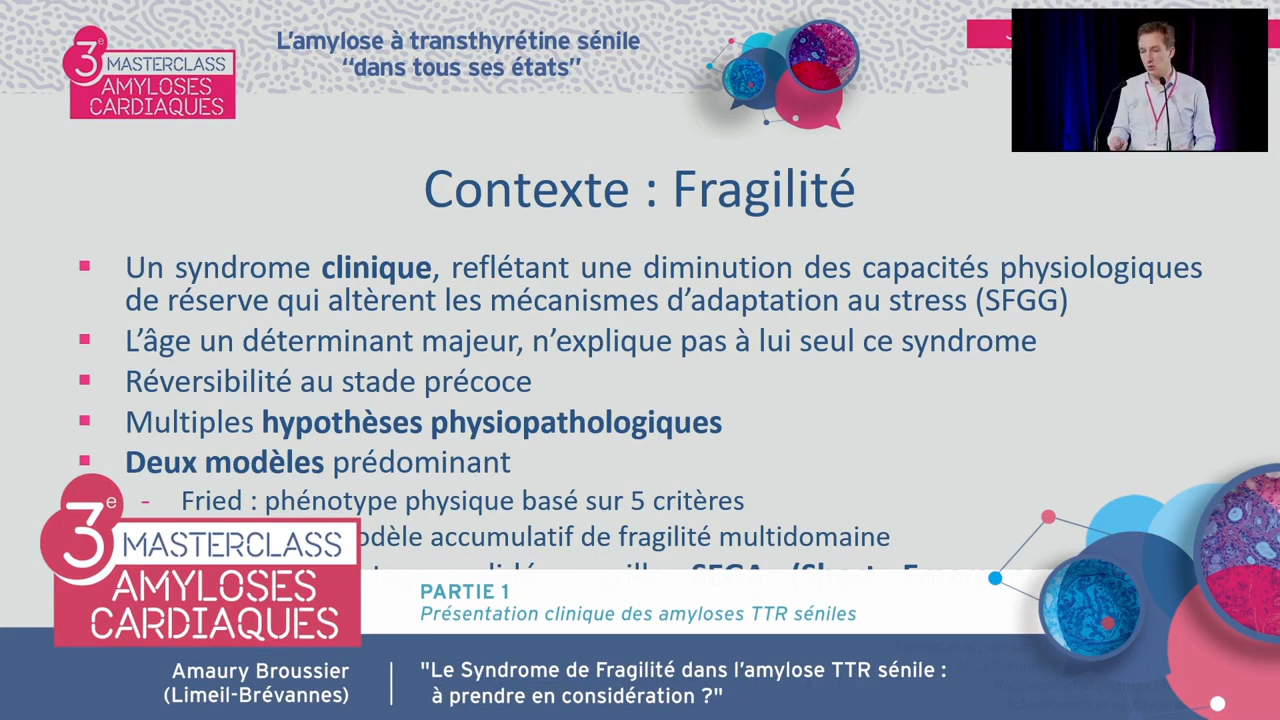 3e
MASTERCLASS
AMYLOSES
CARDIAQUES
L'amylose à transthyrétine sénile
“dans tous ses états”
Contexte : Fragilité
Un syndrome clinique, reflétant une diminution des capacités physiologiques
de réserve qui altèrent les mécanismes d’adaptation au stress (SFGG)
L’âge un déterminant majeur, n’explique pas à lui seul ce syndrome
Réversibilité au stade précoce
Multiples hypothèses physiopathologiques
Deux modèles prédominant
- Fried : phénotype physique basé sur 5 critères
accumulatif de fragilité multidomaine
3e
MASTERCLASS
AMYLOSES
CARDIAQUES
PARTIE 1
Présentation clinique des amyloses TTR séniles
Amaury Broussier
(Limeil-Brévannes)
"Le Syndrome de Fragilité dans l’amylose TTR sénile :
à prendre en considération ?"